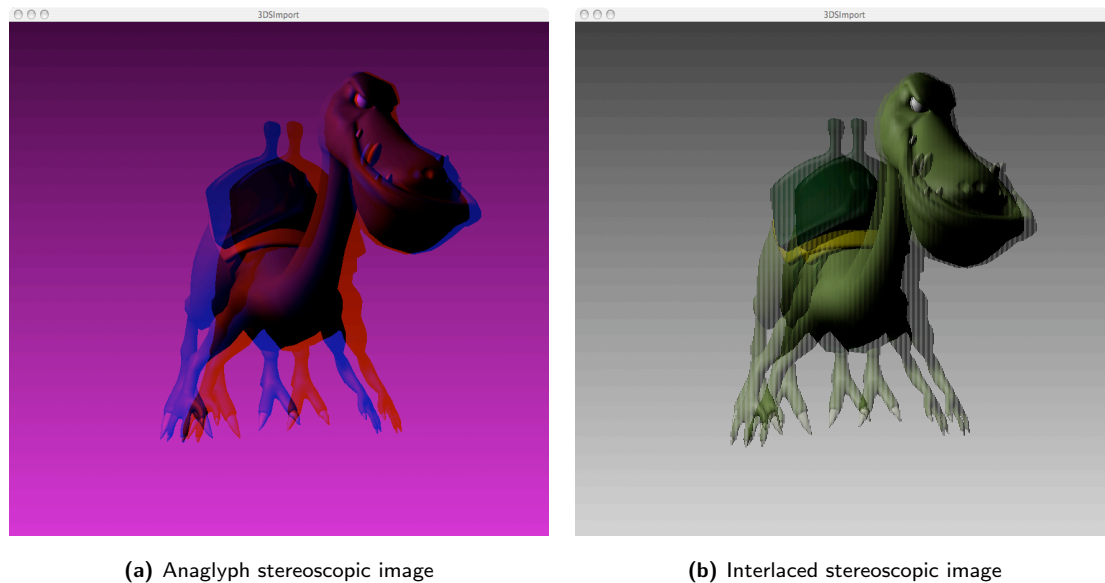 3DSImport
3DSImport
(a) Anaglyph stereoscopic image
(b) Interlaced stereoscopic image